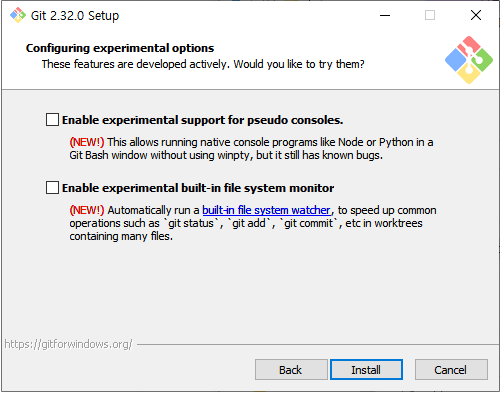 Git 2.32.0 Setup
Configuring experimental options
These features are developed actively. Would you like to try them?
Enable experimental support for pseudo consoles.
(NEW!) This allows running native console programs like Node or Python in a
Git Bash window without using winpty, but it still has known bugs.
Enable experimental built-in file system monitor
(NEW!) Automatically run a built-in file system watcher, to speed up common
operations such as `git status`, `git add`, `git commit`, etc in worktrees
containing many files.
https://gitforwindows.org/
Back
Install
Cancel